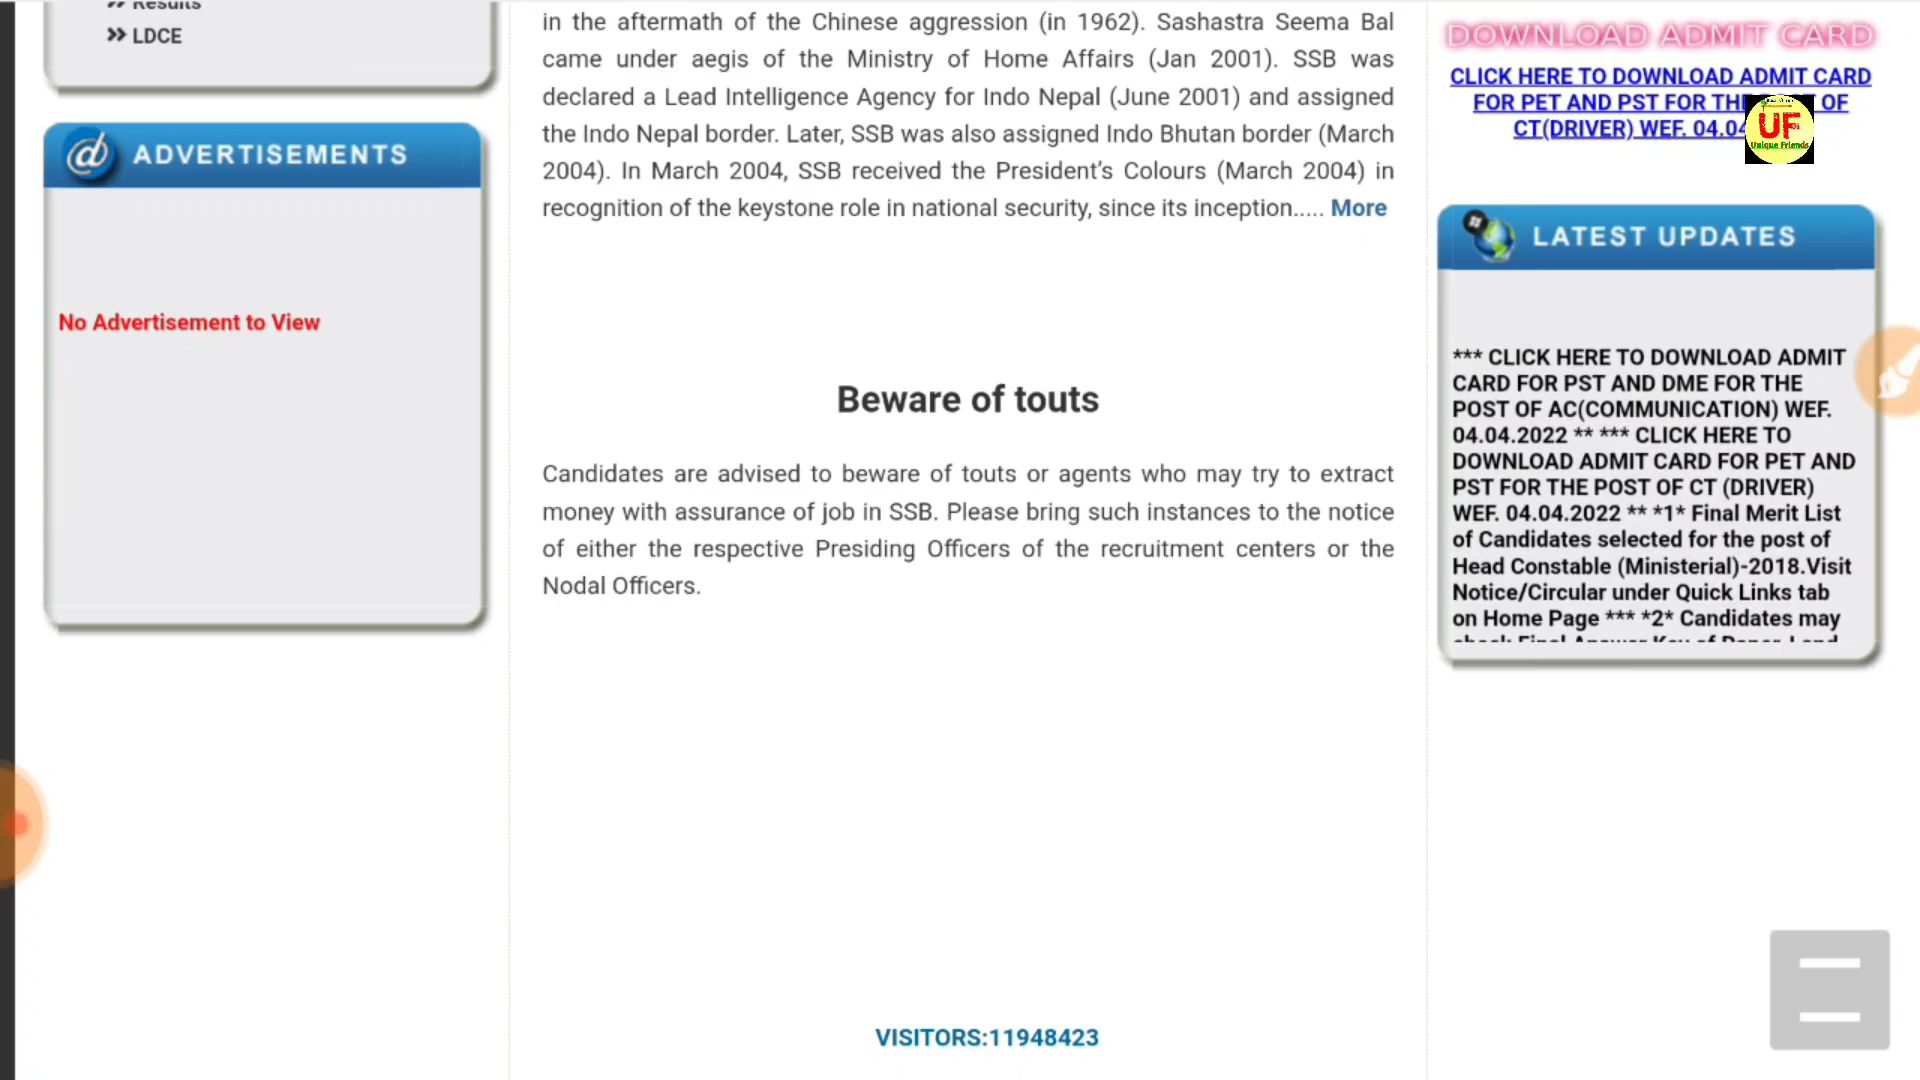 Results
LDCE
ADVERTISEMENTS
No Advertisement to View
in the aftermath of the Chinese aggression (in 1962). Sashastra Seema Bal
came under aegis of the Ministry of Home Affairs (Jan 2001). SSB was
declared a Lead Intelligence Agency for Indo Nepal (June 2001) and assigned
the Indo Nepal border. Later, SSB was also assigned Indo Bhutan border (March
2004). In March 2004, SSB received the President’s Colours (March 2004) in
recognition of the keystone role in national security, since its inception..... More
Beware of touts
Candidates are advised to beware of touts or agents who may try to extract
money with assurance of job in SSB. Please bring such instances to the notice
of either the respective Presiding Officers of the recruitment centers or the
Nodal Officers.
VISITORS:11948423
DOWNLOAD ADMIT CARD
CLICK HERE TO DOWNLOAD ADMIT CARD
FOR PET AND PST FOR OF
CT(DRIVER) WEF.
UF
Unique Friends
LATEST UPDATES
*** CLICK HERE TO DOWNLOAD ADMIT
CARD FOR PST AND DME FOR THE
POST OF AC(COMMUNICATION) WEF.
04.04.2022 ** *** CLICK HERE TO
DOWNLOAD ADMIT CARD FOR PET AND
PST FOR THE POST OF CT (DRIVER)
WEF. 04.04.2022 ** *1* Final Merit List
of Candidates selected for the post of
Head Constable (Ministerial)-2018.Visit
Notice/Circular under Quick Links tab
on Home Page *** *2* Candidates may